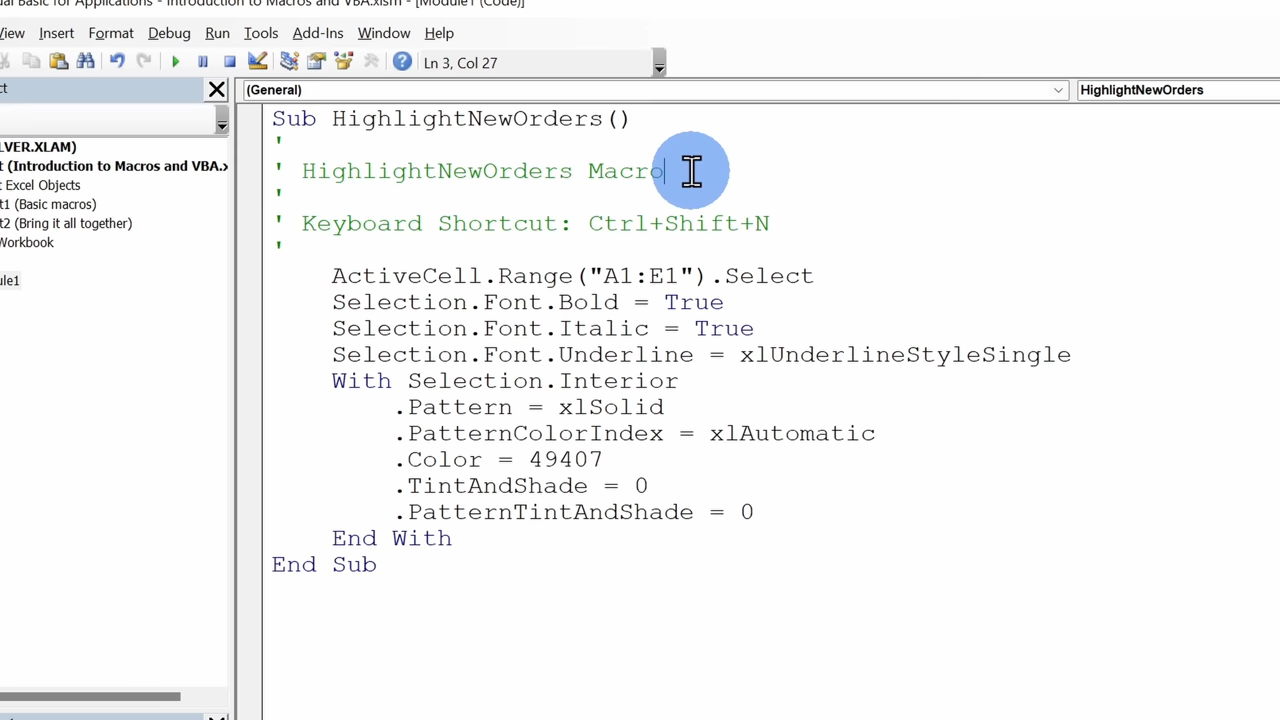 ual Basic for Applications - Introduction to Macros and VBA.xlsm - [Module1 (Code)]
View Insert Format Debug Run Tools Add-Ins Window Help
Ln 3, Col 27
ct
(General)
HighlightNewOrders
LVER.XLAM)
t (Introduction to Macros and VBA.x
t Excel Objects
t1 (Basic macros)
t2 (Bring it all together)
Workbook
ule1
Sub HighlightNewOrders()
'
' HighlightNewOrders Macro
'
' Keyboard Shortcut: Ctrl+Shift+N
'
ActiveCell.Range("A1:E1").Select
Selection.Font.Bold = True
Selection.Font.Italic = True
Selection.Font.Underline = xlUnderlineStyleSingle
With Selection.Interior
.Pattern = xlSolid
.PatternColorIndex = xlAutomatic
.Color = 49407
.TintAndShade = 0
.PatternTintAndShade = 0
End With
End Sub